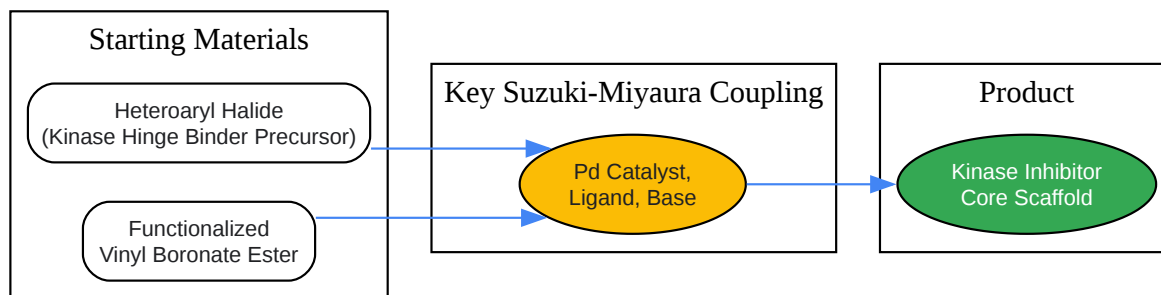 Starting Materials
Heteroaryl Halide
(Kinase Hinge Binder Precursor)
Functionalized
Vinyl Boronate Ester
Key Suzuki-Miyaura Coupling
Pd Catalyst,
Ligand, Base
Product
Kinase Inhibitor
Core Scaffold